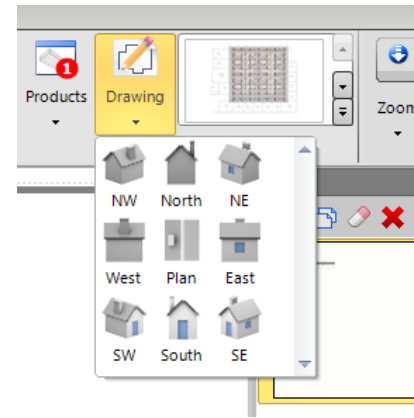 1
Products
Drawing
Zoom
NW North NE
West Plan East
SW South SE